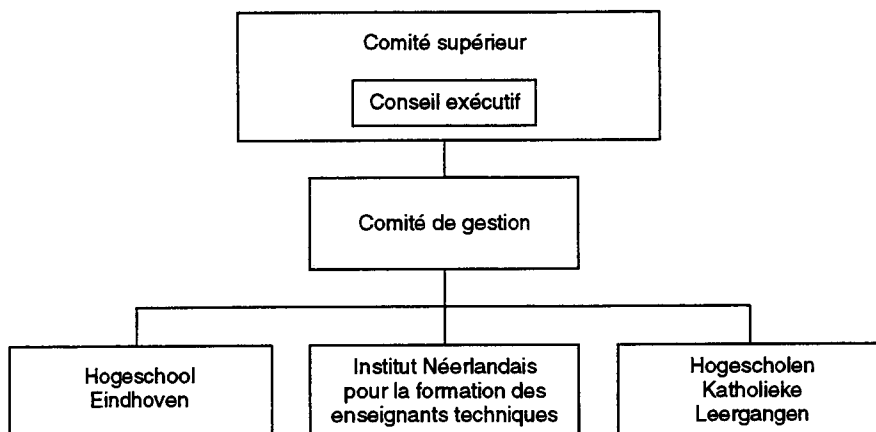 Comité supérieur
Conseil exécutif
Comité de gestion
Hogeschool
Eindhoven
Institut Néerlandais
pour la formation des
enseignants techniques
Hogescholen
Katholieke
Leergangen